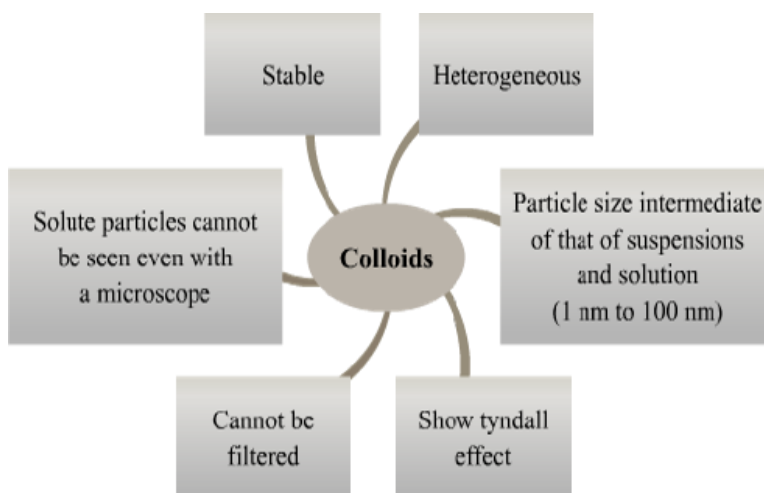 Stable
Heterogeneous
Solute particles cannot
be seen even with
a microscope
Colloids
Particle size intermediate
of that of suspensions
and solution
(1 nm to 100 nm)
Cannot be
filtered
Show tyndall
effect